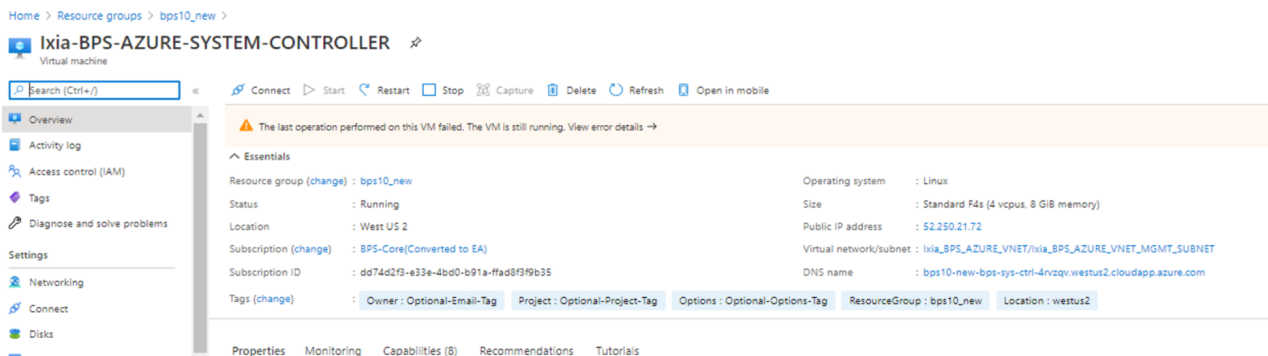 Home > Resource groups > bps10_new >
Ixia-BPS-AZURE-SYSTEM-CONTROLLER
Virtual machine
Search (Ctrl+/)
«
Connect Start Restart Stop Capture Delete Refresh Open in mobile
Overview
Activity log
Access control (IAM)
Tags
Diagnose and solve problems
Settings
Networking
Connect
Disks
The last operation performed on this VM failed. The VM is still running. View error details →
Essentials
Resource group (change) : bps10_new
Status : Running
Location : West US 2
Subscription (change) : BPS-Core(Converted to EA)
Subscription ID : dd74d2f3-e33e-4bd0-b91a-ffad8f3f9b35
Operating system : Linux
Size : Standard F4s (4 vcpus, 8 GiB memory)
Public IP address : 52.250.21.72
Virtual network/subnet : Ixia_BPS_AZURE_VNET/Ixia_BPS_AZURE_VNET_MGMT_SUBNET
DNS name : bps10-new-bps-sys-ctrl-4rvzqv.westus2.cloudapp.azure.com
Tags (change) : Owner : Optional-Email-Tag Project : Optional-Project-Tag Options : Optional-Options-Tag ResourceGroup : bps10_new Location : westus2
Properties Monitoring Capabilities (8) Recommendations Tutorials